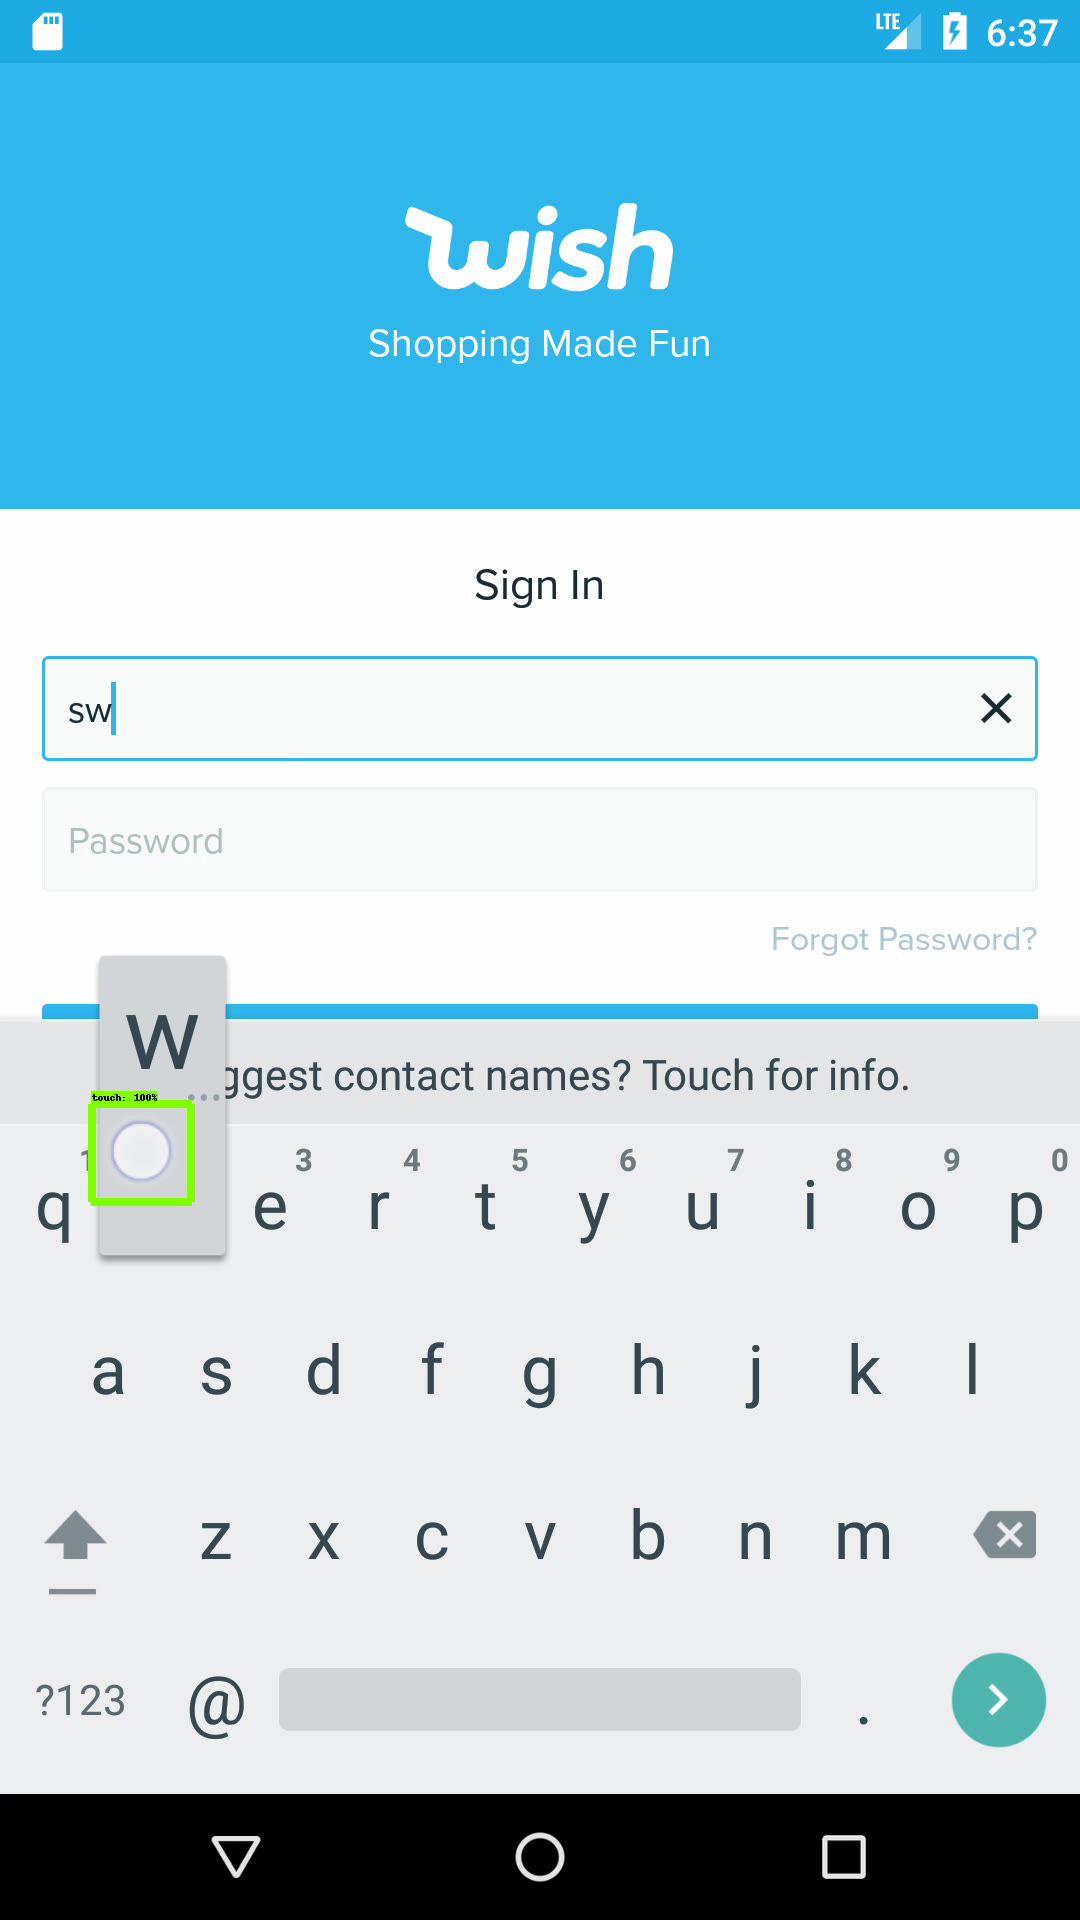 LTE 6:37
wish
Shopping Made Fun
Sign In
sw
Password
Forgot Password?
w
ggest contact names? Touch for info.
touch: 100%
1 3 4 5 6 7 8 9 0
q e r t y u i o p
a s d f g h j k l
z x c v b n m
?123 @ .